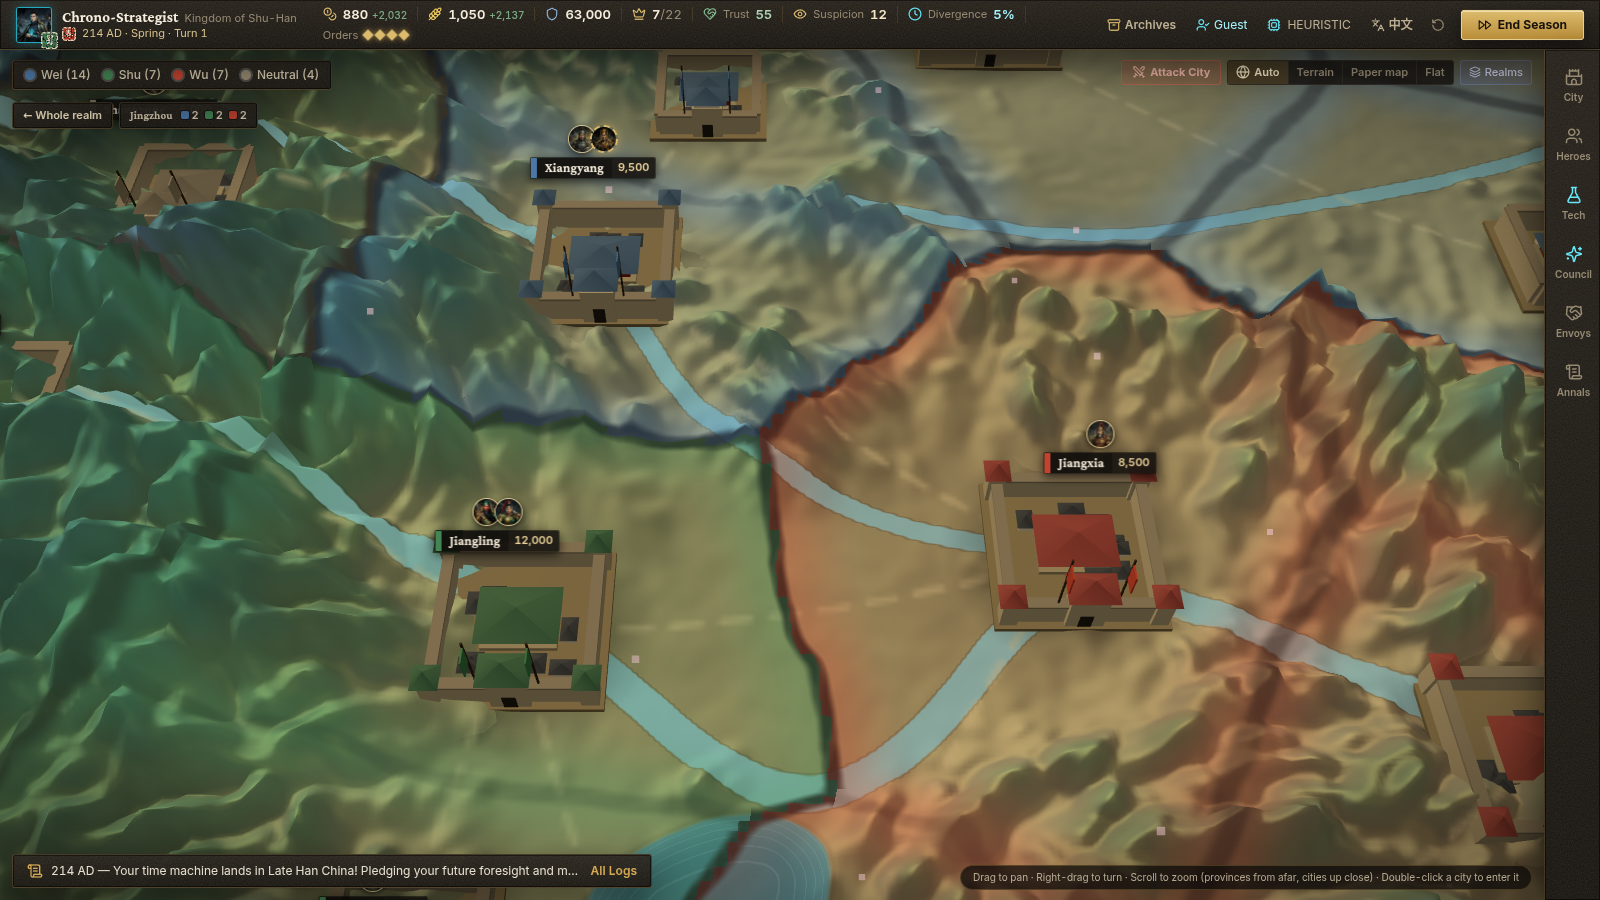 Chrono-Strategist Kingdom of Shu-Han
214 AD · Spring · Turn 1
880 +2,032
1,050 +2,137
63,000
7/22
Trust 55
Suspicion 12
Divergence 5%
Orders
Archives
Guest
HEURISTIC
中文
End Season
Wei (14)
Shu (7)
Wu (7)
Neutral (4)
Attack City
Auto
Terrain
Paper map
Flat
Realms
← Whole realm
Jingzhou 2 2 2
City
Heroes
Tech
Council
Envoys
Annals
Xiangyang 9,500
Jiangxia 8,500
Jiangling 12,000
214 AD — Your time machine lands in Late Han China! Pledging your future foresight and m...
All Logs
Drag to pan · Right-drag to turn · Scroll to zoom (provinces from afar, cities up close) · Double-click a city to enter it